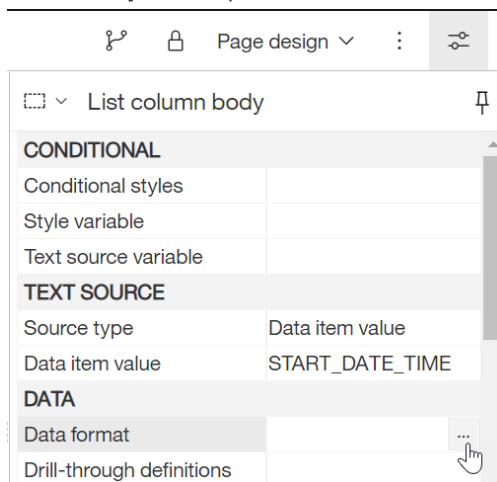 Page design
List column body
CONDITIONAL
Conditional styles
Style variable
Text source variable
TEXT SOURCE
Source type Data item value
Data item value START_DATE_TIME
DATA
Data format ...
Drill-through definitions